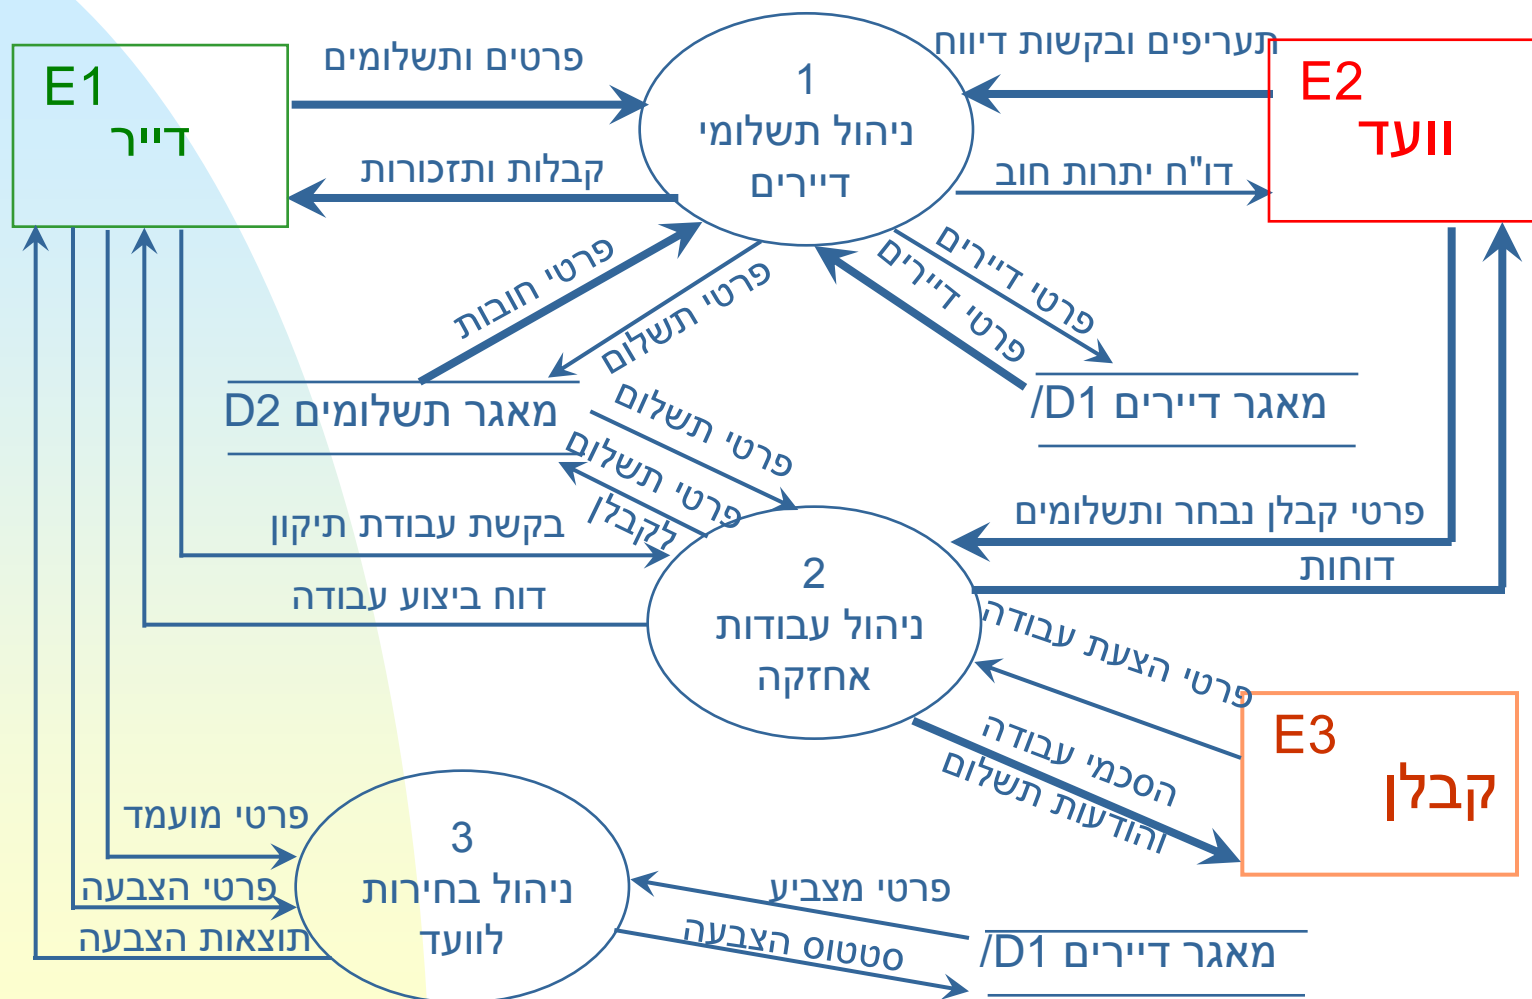 E1
דייר
פרטים ותשלומים
1
ניהול תשלומי
דיירים
תעריפים ובקשות דיווח
E2
וועד
קבלות ותזכורות
דו"ח יתרות חוב
פרטי חובות
פרטי תשלום
פרטי דיירים
פרטי דיירים
מאגר תשלומים D2
מאגר דיירים D1/
פרטי תשלום
פרטי תשלום
לקבלן
בקשת עבודת תיקון
פרטי קבלן נבחר ותשלומים
דוחות
דוח ביצוע עבודה
2
ניהול עבודות
אחזקה
פרטי הצעת עבודה
הסכמי עבודה
והודעות תשלום
E3
קבלן
פרטי מועמד
פרטי הצבעה
תוצאות הצבעה
3
ניהול בחירות
לוועד
פרטי מצביע
סטטוס הצבעה
מאגר דיירים D1/